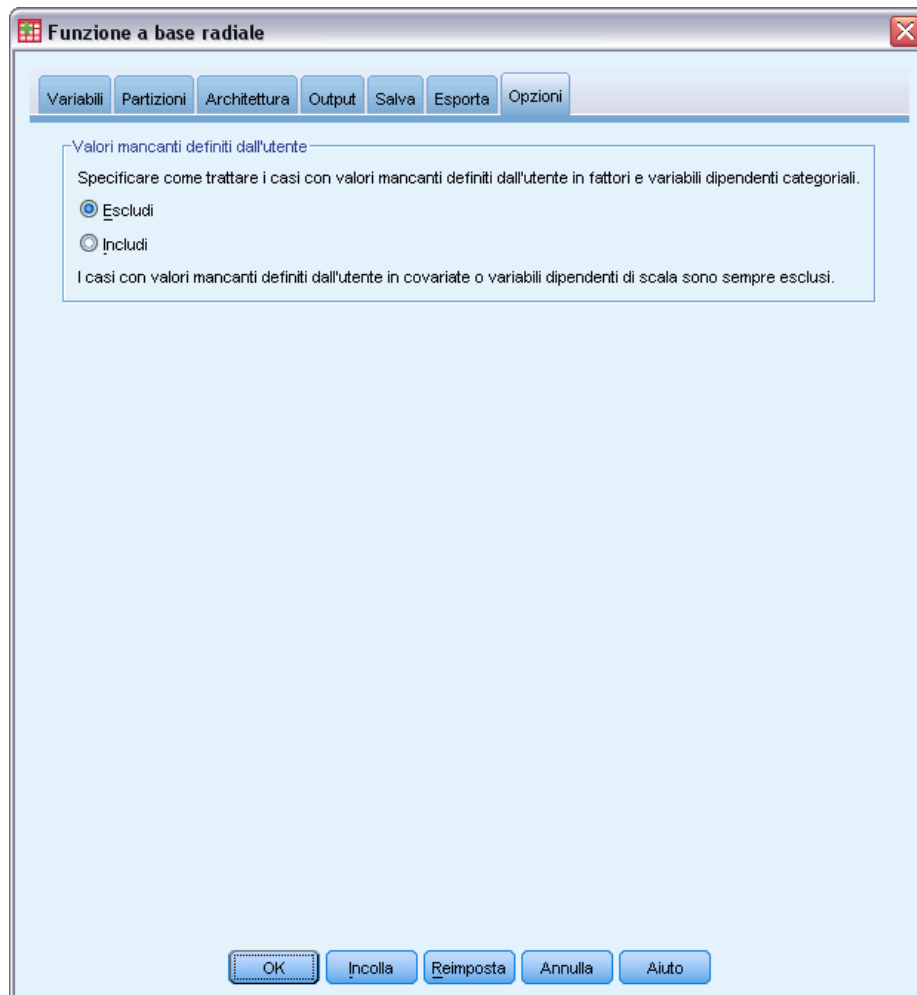 Funzione a base radiale
Variabili Partizioni Architettura Output Salva Esporta Opzioni
Valori mancanti definiti dall'utente
Specificare come trattare i casi con valori mancanti definiti dall'utente in fattori e variabili dipendenti categoriali.
Escludi
Includi
I casi con valori mancanti definiti dall'utente in covariate o variabili dipendenti di scala sono sempre esclusi.
OK Incolla Reimposta Annulla Aiuto